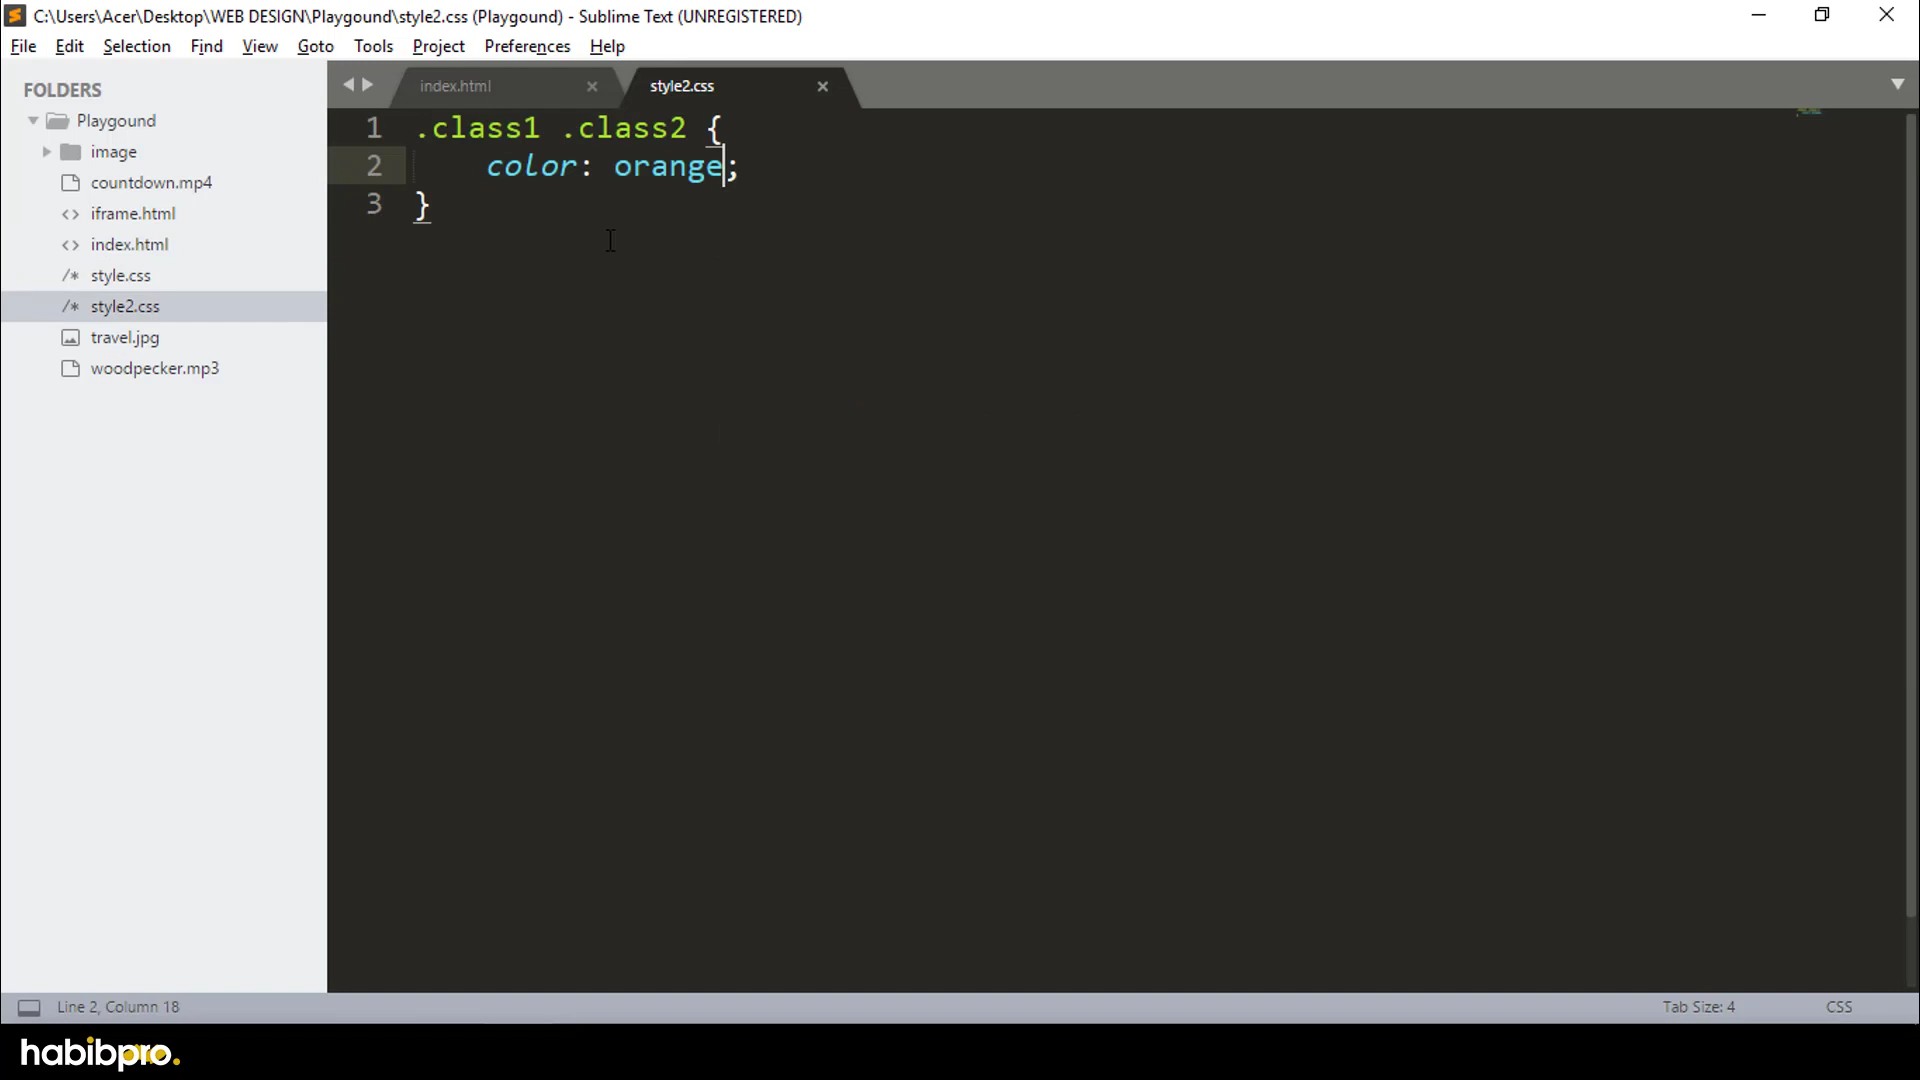 C:\Users\Acer\Desktop\WEB DESIGN\Playgound\style2.css (Playgound) - Sublime Text (UNREGISTERED)
File Edit Selection Find View Goto Tools Project Preferences Help
FOLDERS
Playgound
image
countdown.mp4
iframe.html
index.html
style.css
style2.css
travel.jpg
woodpecker.mp3
index.html style2.css
1 .class1 .class2 {
2 color: orange;
3 }
Line 2, Column 18 Tab Size: 4 CSS
habibpro.